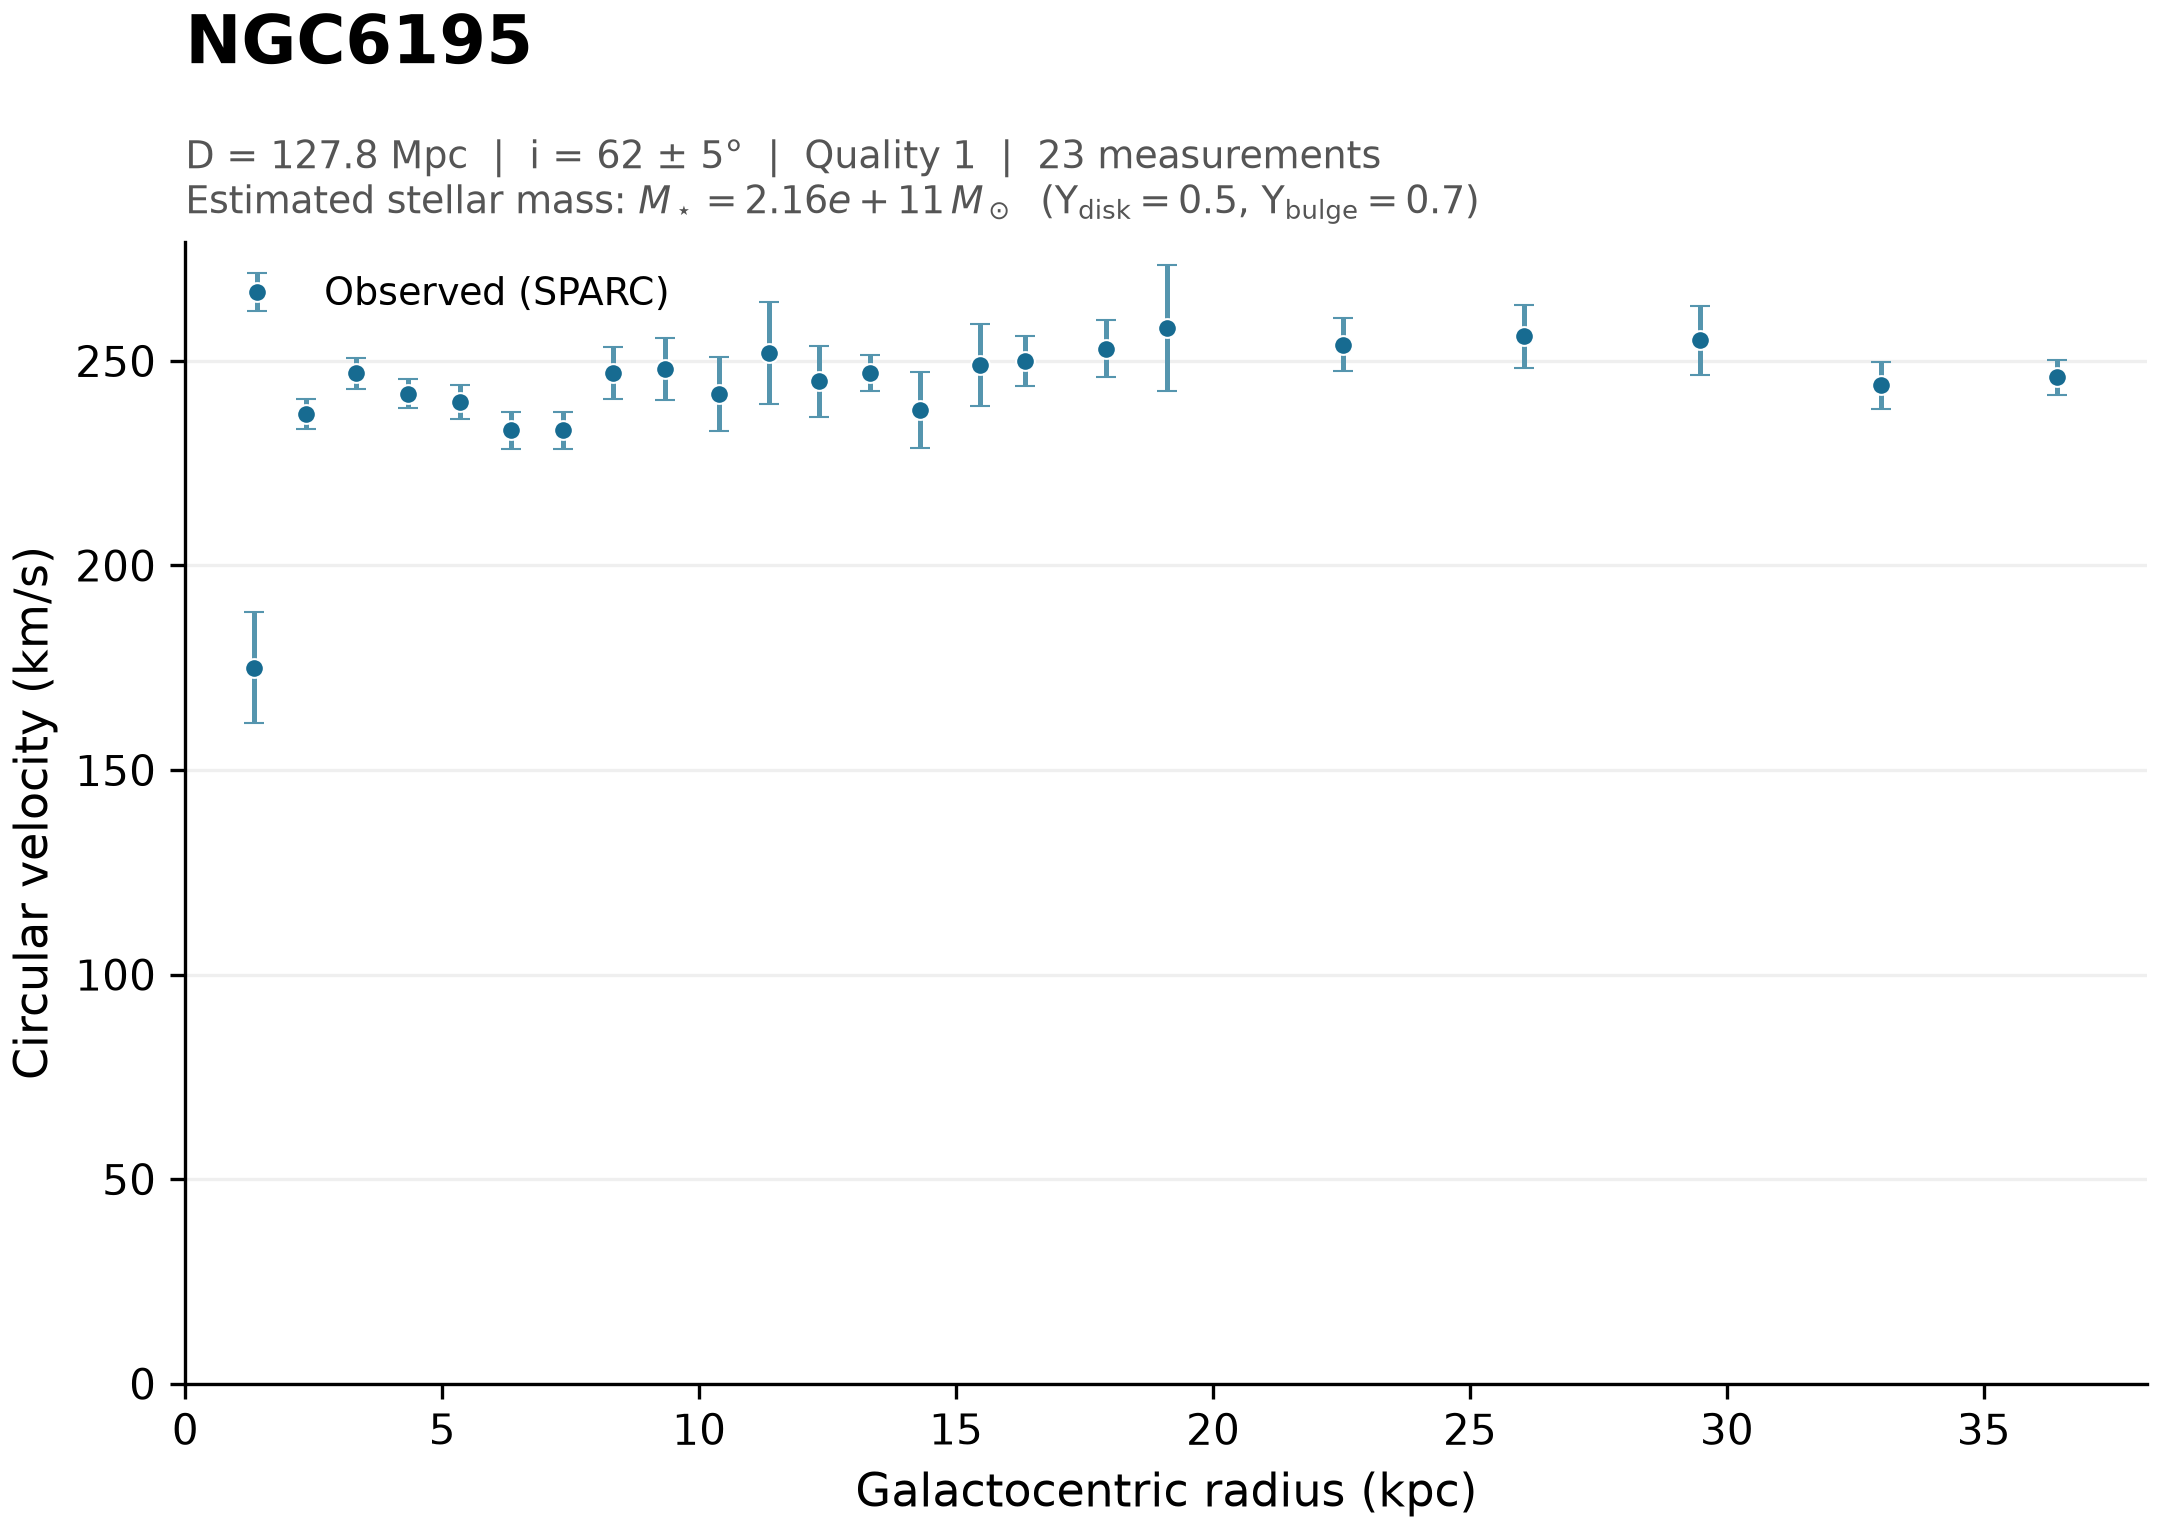 NGC6195
D = 127.8 Mpc | i = 62 ± 5° | Quality 1 | 23 measurements
Estimated stellar mass: M⋆ = 2.16e + 11 M⊙ (Υdisk = 0.5, Υbulge = 0.7)
Observed (SPARC)
250
200
150
100
50
0
Circular velocity (km/s)
0 5 10 15 20 25 30 35
Galactocentric radius (kpc)